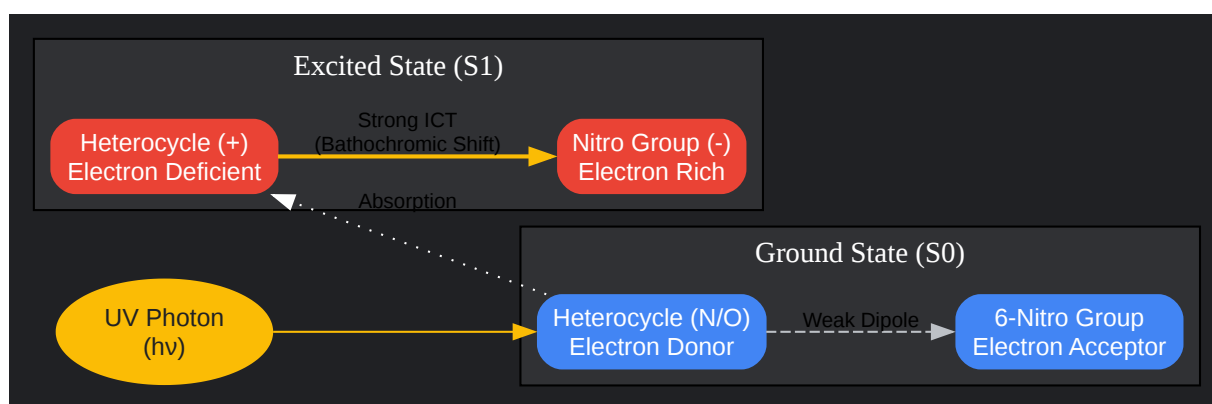 Excited State (S1)
Heterocycle (+)
Electron Deficient
Strong ICT
(Bathochromic Shift)
Nitro Group (-)
Electron Rich
Absorption
Ground State (S0)
UV Photon
(hν)
Heterocycle (N/O)
Electron Donor
Weak Dipole
6-Nitro Group
Electron Acceptor